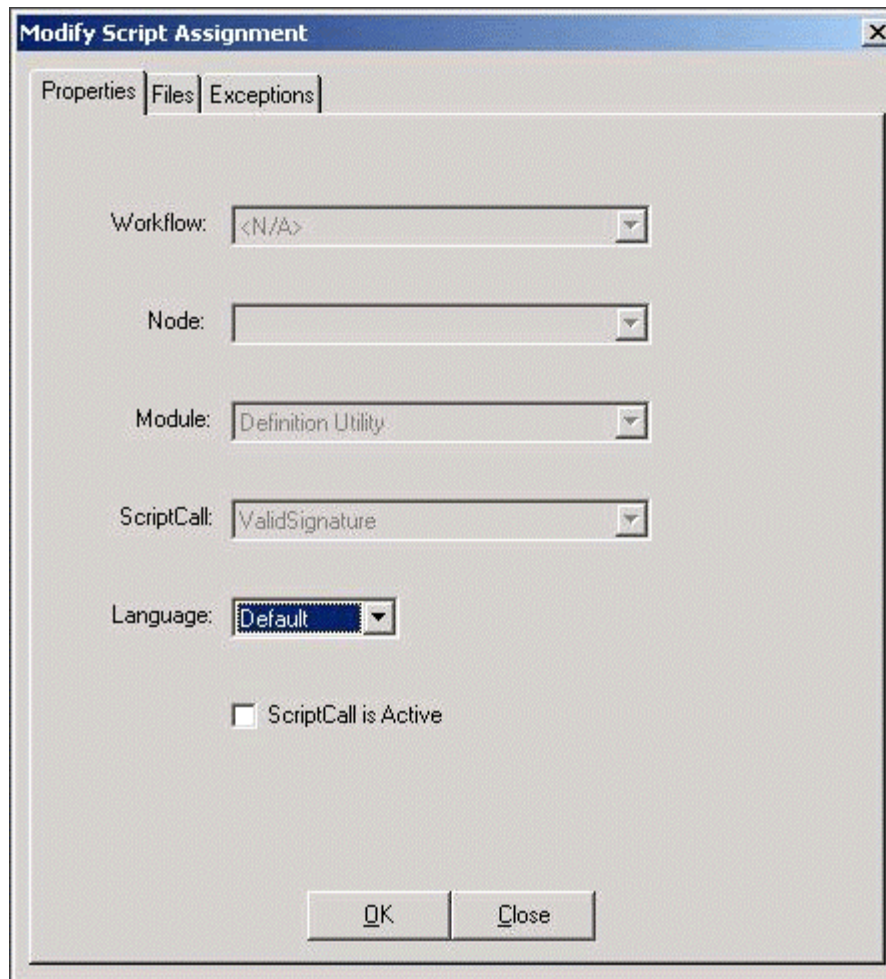 Modify Script Assignment
Properties Files Exceptions
Workflow: <N/A>
Node:
Module: Definition Utility
ScriptCall: ValidSignature
Language: Default
ScriptCall is Active
OK Close